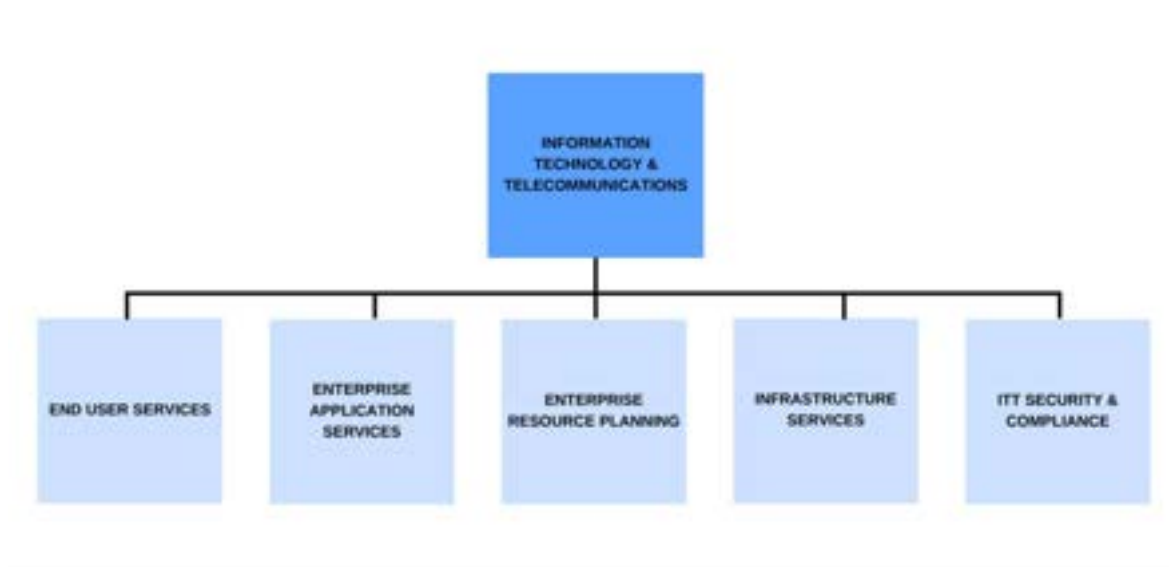 INFORMATION
TECHNOLOGY &
TELECOMMUNICATIONS
END USER SERVICES
ENTERPRISE
APPLICATION
SERVICES
ENTERPRISE
RESOURCE PLANNING
INFRASTRUCTURE
SERVICES
ITT SECURITY &
COMPLIANCE